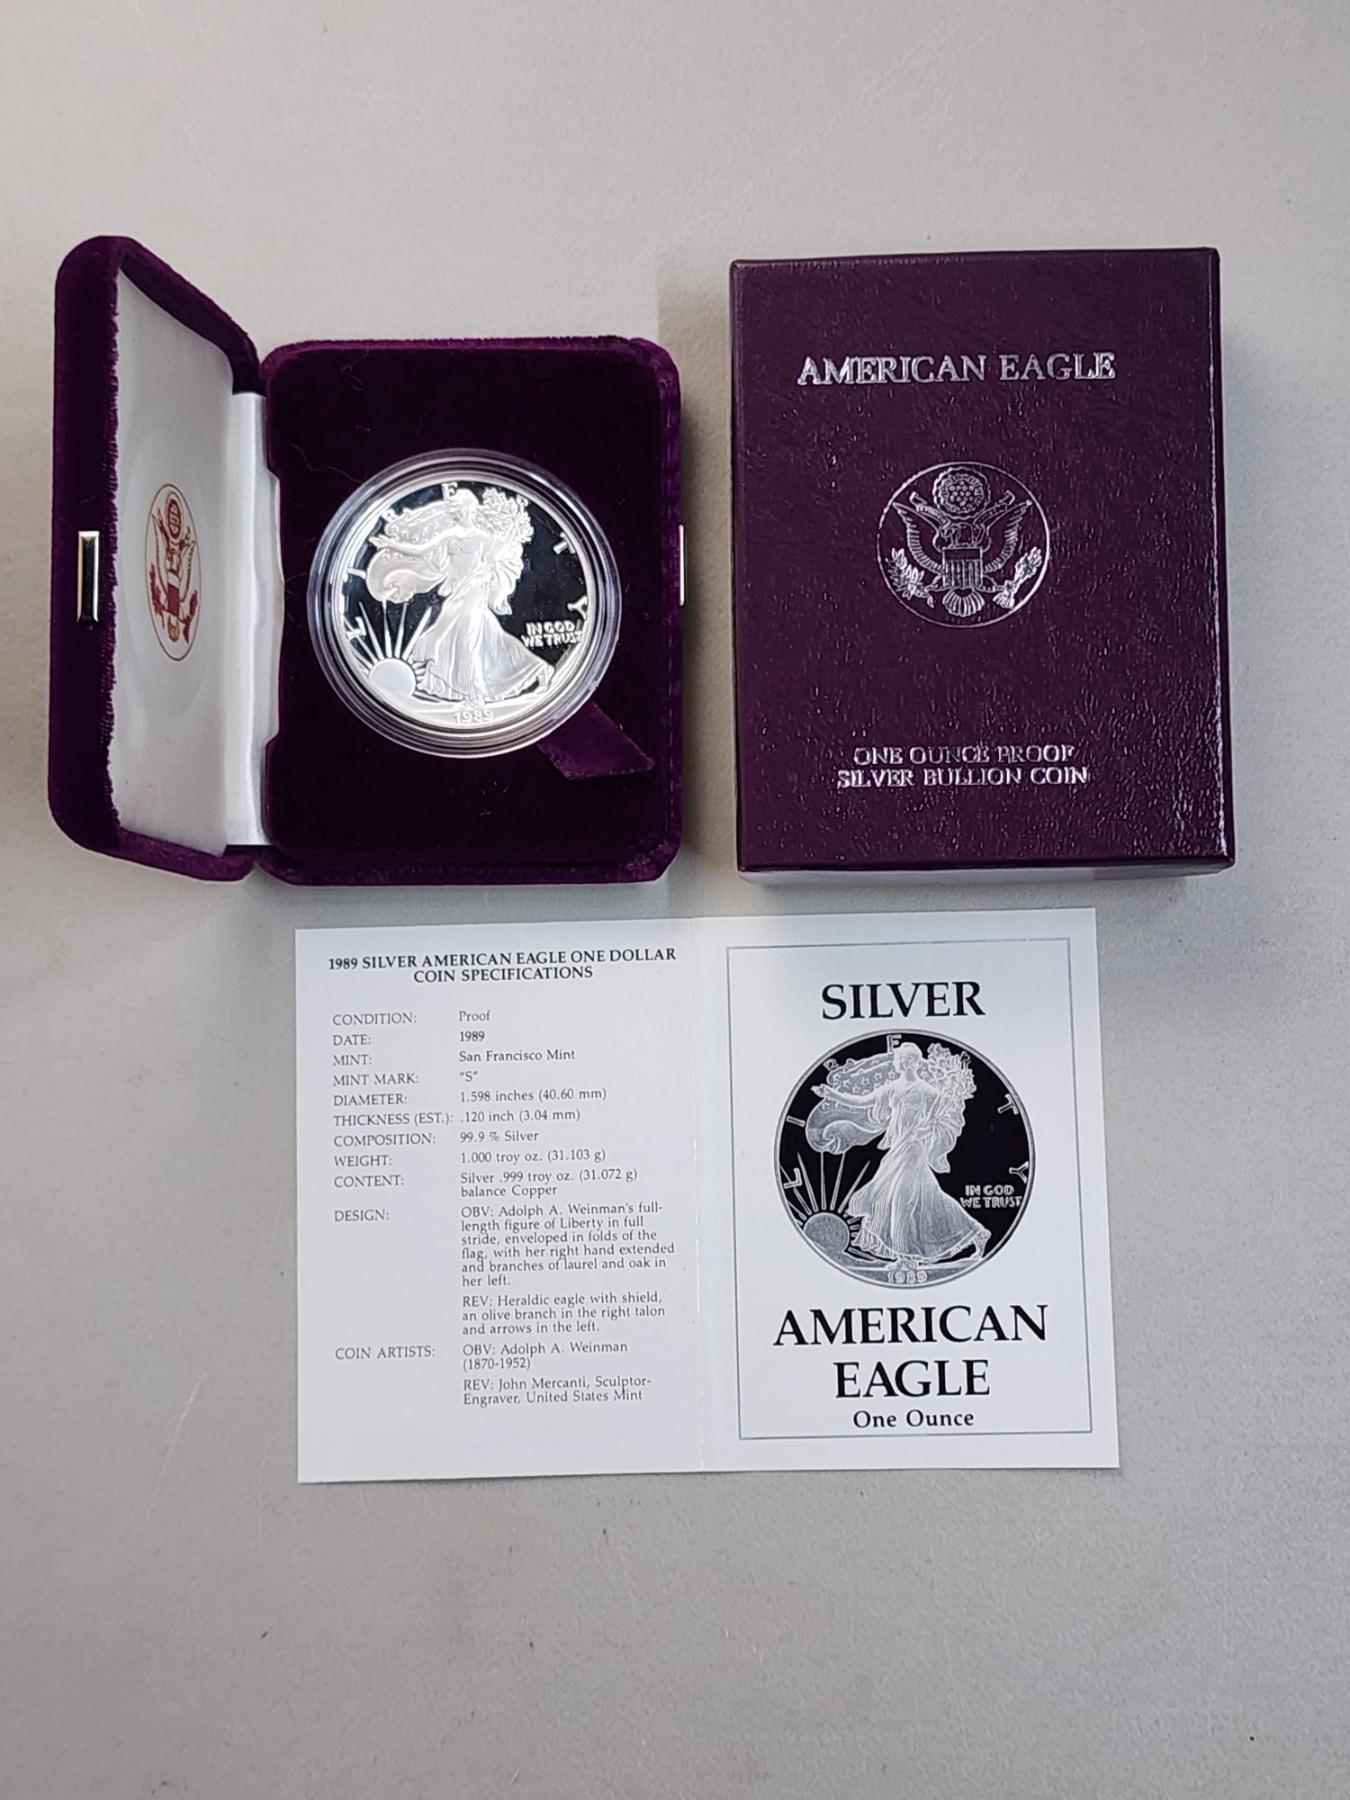 LIBERTY
IN GOD
WE TRUST
1989
AMERICAN EAGLE
ONE OUNCE PROOF
SILVER BULLION COIN
1989 SILVER AMERICAN EAGLE ONE DOLLAR
COIN SPECIFICATIONS
CONDITION: Proof
DATE: 1989
MINT: San Francisco Mint
MINT MARK: "S"
DIAMETER: 1.598 inches (40.60 mm)
THICKNESS (EST.): .120 inch (3.04 mm)
COMPOSITION: 99.9 % Silver
WEIGHT: 1.000 troy oz. (31.103 g)
CONTENT: Silver .999 troy oz. (31.072 g)
balance Copper
DESIGN: OBV: Adolph A. Weinman's full-
length figure of Liberty in full
stride, enveloped in folds of the
flag, with her right hand extended
and branches of laurel and oak in
her left.
REV: Heraldic eagle with shield,
an olive branch in the right talon
and arrows in the left.
COIN ARTISTS: OBV: Adolph A. Weinman
(1870-1952)
REV: John Mercanti, Sculptor-
Engraver, United States Mint
SILVER
LIBERTY
IN GOD
WE TRUST
1989
AMERICAN
EAGLE
One Ounce